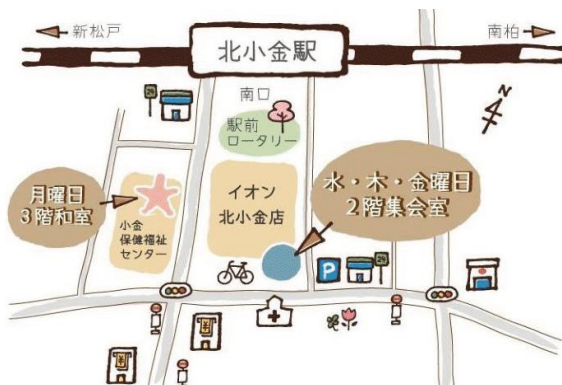 新松戸
南柏
北小金駅
南口
駅前
ロータリー
N
24
月曜日
3階和室
小金
保健福祉
センター
イオン
北小金店
水・木・金曜日
2階集会室
P
24
¥
¥